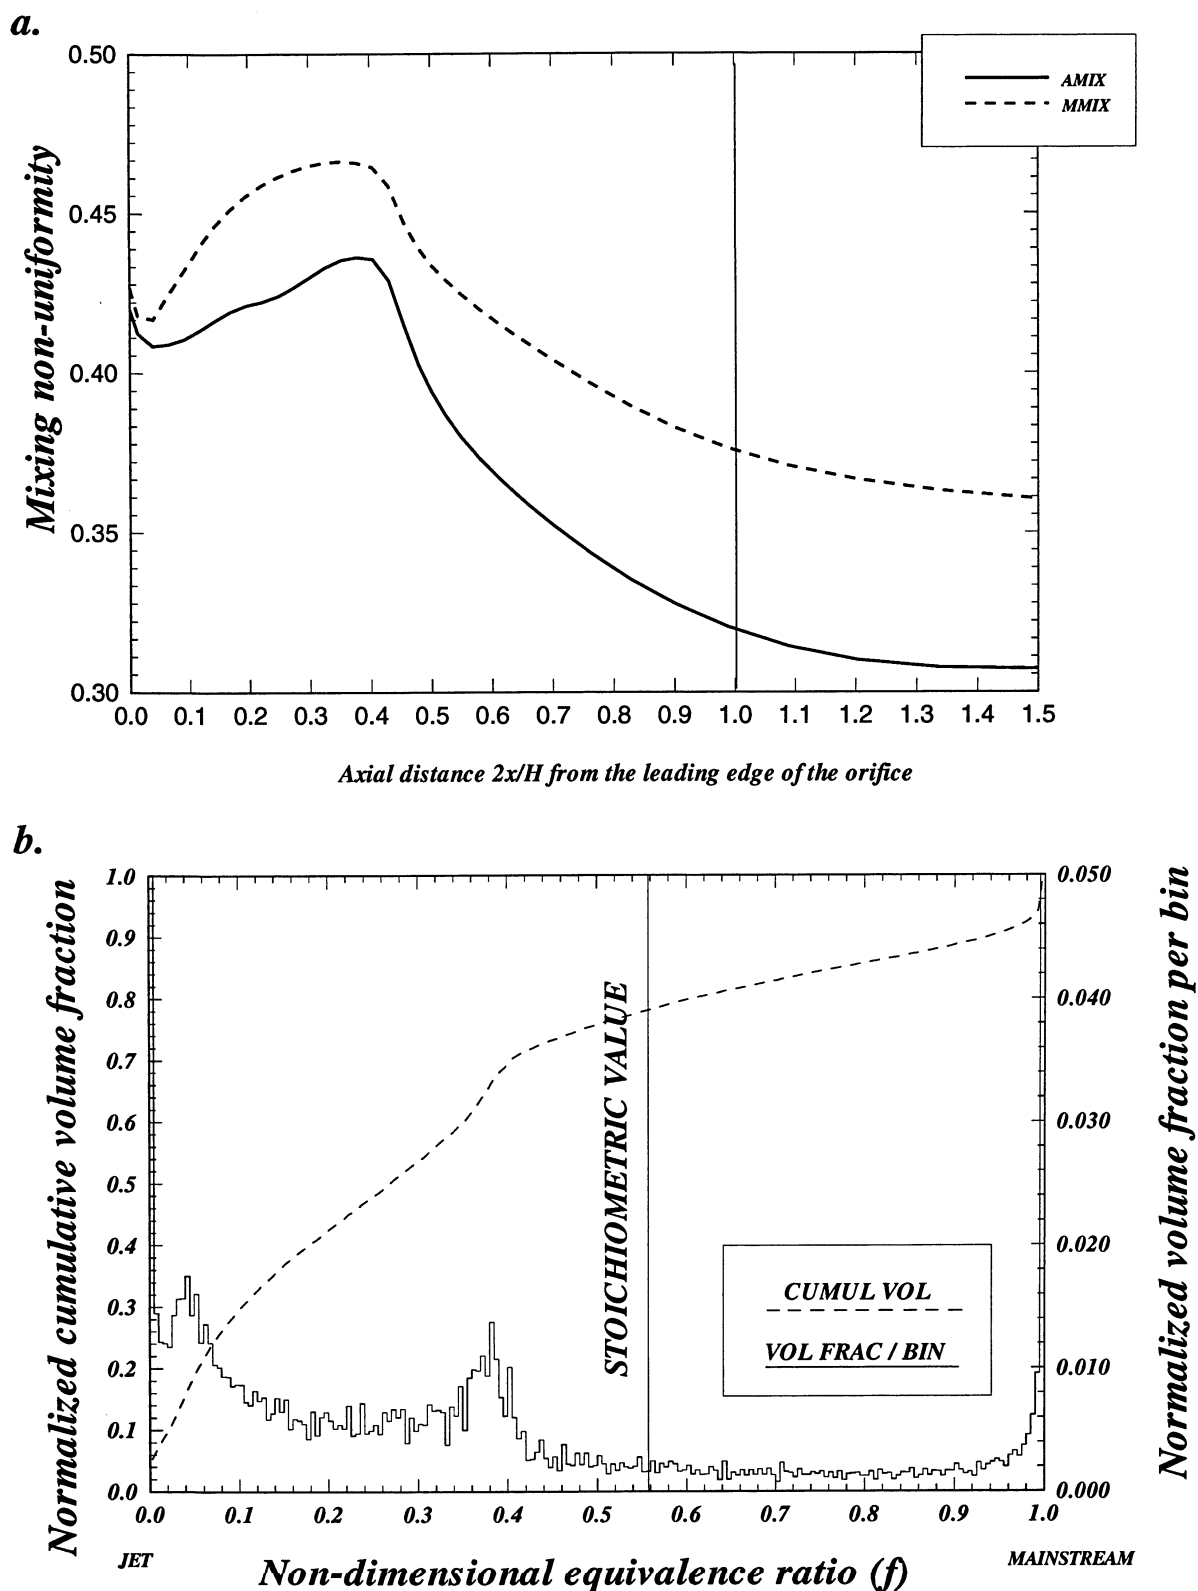 a.
0.50
0.45
0.40
0.35
0.30
Mixing non-uniformity
AMIX
MMIX
0.0 0.1 0.2 0.3 0.4 0.5 0.6 0.7 0.8 0.9 1.0 1.1 1.2 1.3 1.4 1.5
Axial distance 2x/H from the leading edge of the orifice
b.
Normalized cumulative volume fraction
1.0
0.9
0.8
0.7
0.6
0.5
0.4
0.3
0.2
0.1
0.0
STOICHIOMETRIC VALUE
CUMUL VOL
VOL FRAC / BIN
0.050
0.040
0.030
0.020
0.010
0.000
Normalized volume fraction per bin
0.0 0.1 0.2 0.3 0.4 0.5 0.6 0.7 0.8 0.9 1.0
JET
MAINSTREAM
Non-dimensional equivalence ratio (f)